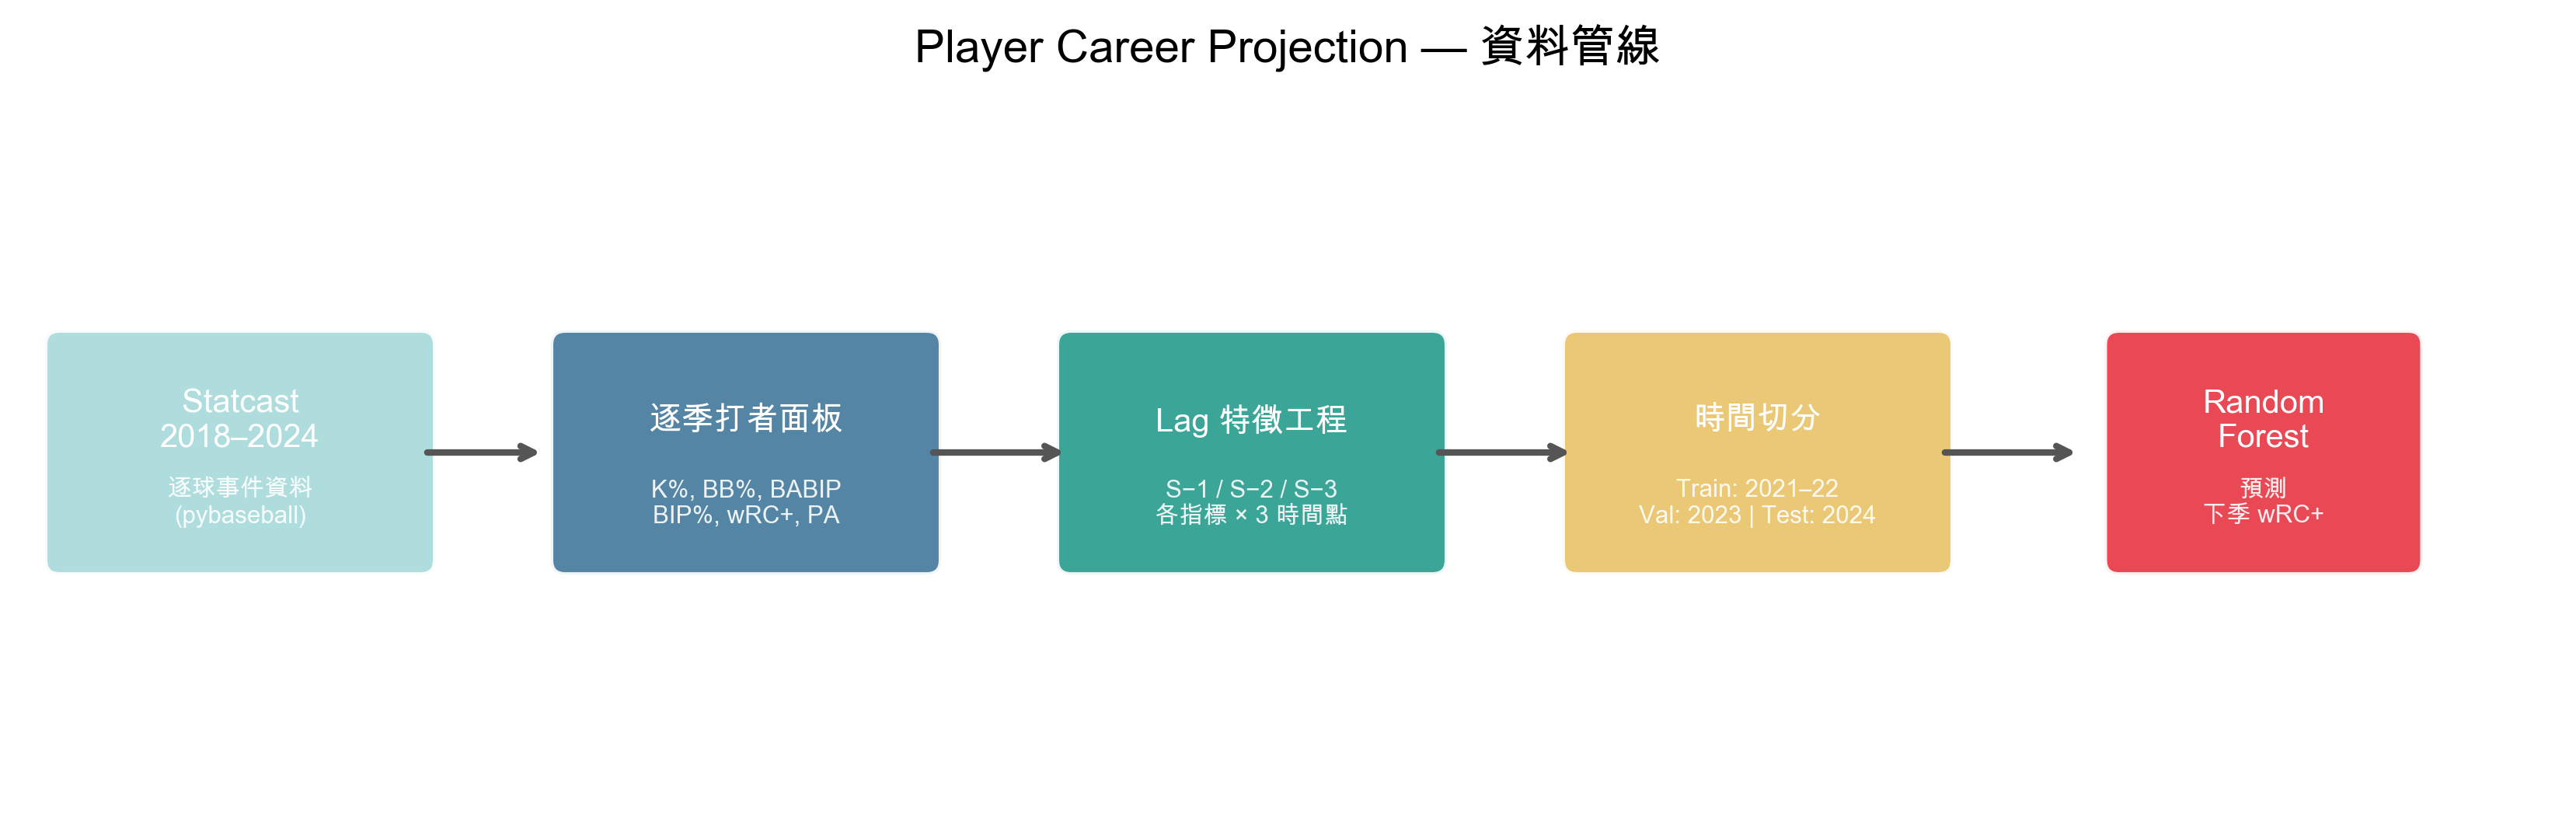 Player Career Projection — 資料管線
Statcast
2018–2024
逐球事件資料
(pybaseball)
逐季打者面板
K%, BB%, BABIP
BIP%, wRC+, PA
Lag 特徵工程
S−1 / S−2 / S−3
各指標 × 3 時間點
時間切分
Train: 2021–22
Val: 2023 | Test: 2024
Random
Forest
預測
下季 wRC+